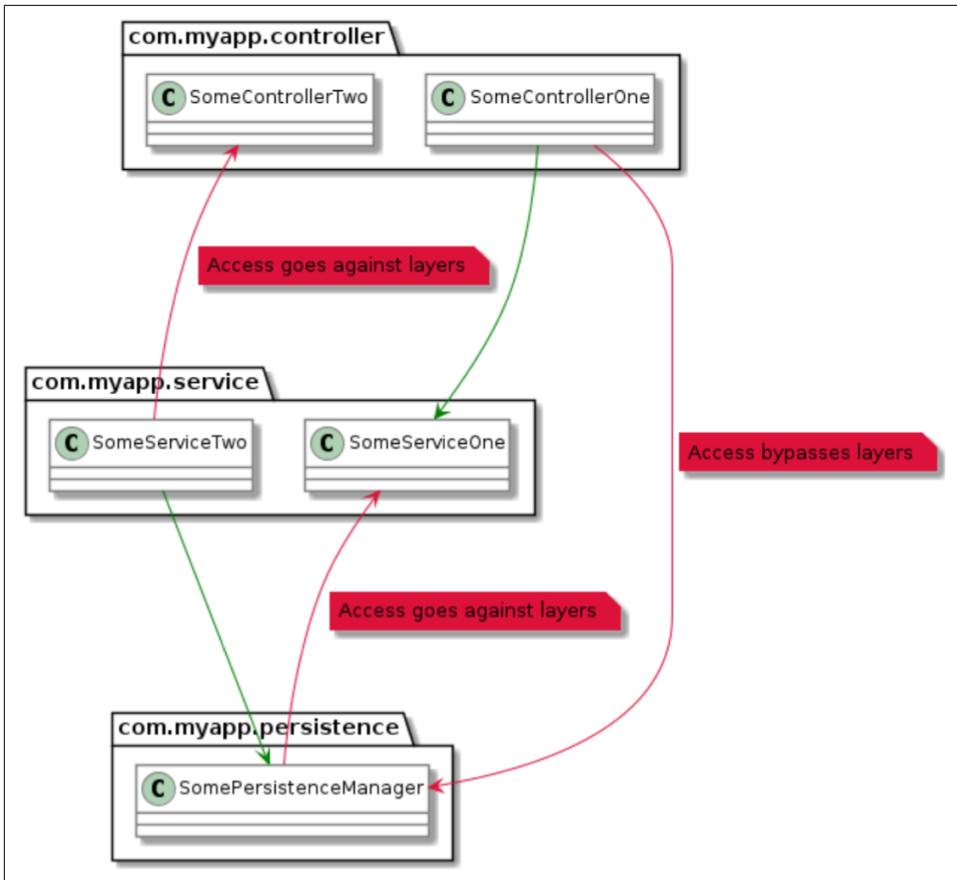 com.myapp.controller
C SomeControllerTwo
C SomeControllerOne
Access goes against layers
com.myapp.service
C SomeServiceTwo
C SomeServiceOne
Access bypasses layers
Access goes against layers
com.myapp.persistence
C SomePersistenceManager